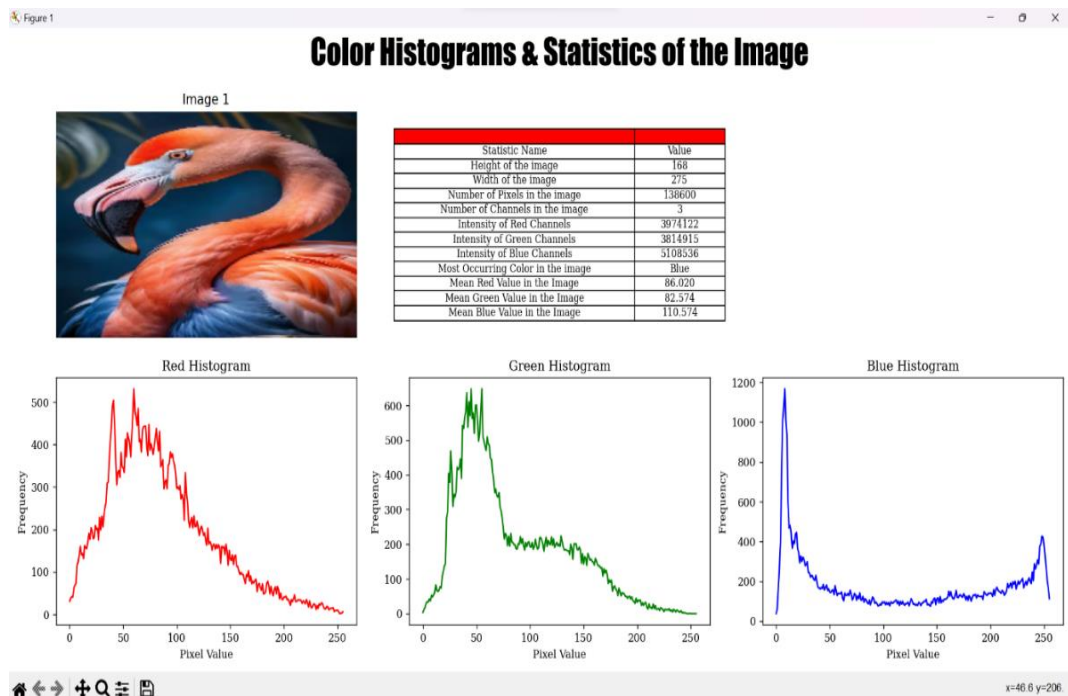 Figure 1
Color Histograms & Statistics of the Image
Image 1
Statistic Name Value
Height of the image 168
Width of the image 275
Number of Pixels in the image 138600
Number of Channels in the image 3
Intensity of Red Channels 3974122
Intensity of Green Channels 3814915
Intensity of Blue Channels 5108536
Most Occurring Color in the image Blue
Mean Red Value in the Image 86.020
Mean Green Value in the Image 82.574
Mean Blue Value in the Image 110.574
Red Histogram
Frequency
500
400
300
200
100
0
0 50 100 150 200 250
Pixel Value
Green Histogram
Frequency
600
500
400
300
200
100
0
0 50 100 150 200 250
Pixel Value
Blue Histogram
Frequency
1200
1000
800
600
400
200
0
0 50 100 150 200 250
Pixel Value
x=46.6 y=206.